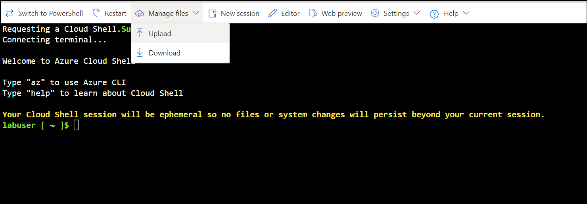 Switch to PowerShell Restart Manage files New session Editor Web preview Settings Help
Upload
Download
Requesting a Cloud Shell.Su
Connecting terminal...
Welcome to Azure Cloud Shell
Type "az" to use Azure CLI
Type "help" to learn about Cloud Shell
Your Cloud Shell session will be ephemeral so no files or system changes will persist beyond your current session.
labuser [ ~ ]$